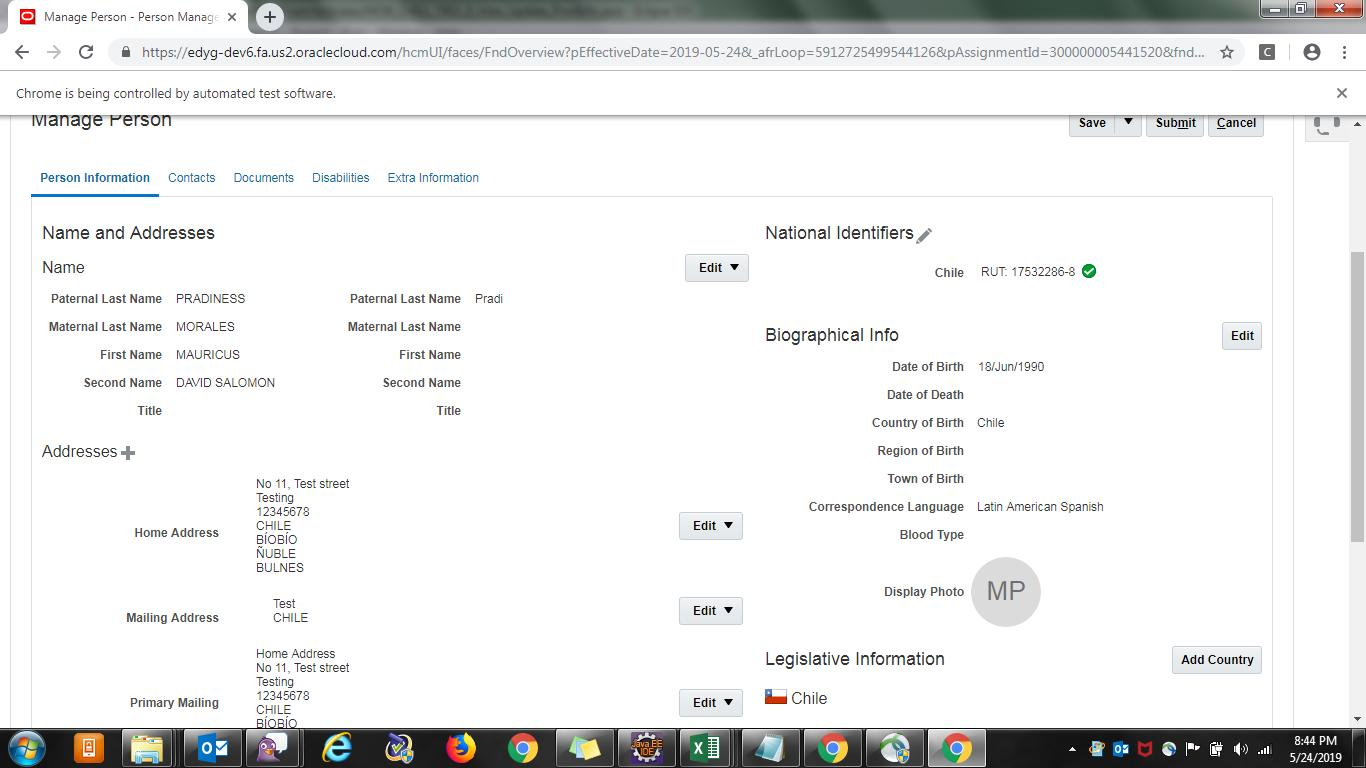 Manage Person - Person Manage
https://edyg-dev6.fa.us2.oraclecloud.com/hcmUI/faces/FndOverview?pEffectiveDate=2019-05-24&_afrLoop=5912725499544126&pAssignmentId=300000005441520&fnd...
C
Chrome is being controlled by automated test software.
Manage Person
Save
Submit
Cancel
Person Information Contacts Documents Disabilities Extra Information
Name and Addresses
Name
Edit
Paternal Last Name PRADINESS Paternal Last Name Pradi
Maternal Last Name MORALES Maternal Last Name
First Name MAURICUS First Name
Second Name DAVID SALOMON Second Name
Title Title
Addresses
Home Address
No 11, Test street
Testing
12345678
CHILE
BÍOBÍO
ÑUBLE
BULNES
Edit
Mailing Address
Test
CHILE
Edit
Primary Mailing
Home Address
No 11, Test street
Testing
12345678
CHILE
BÍOBÍO
Edit
National Identifiers
Chile RUT: 17532286-8
Biographical Info
Edit
Date of Birth 18/Jun/1990
Date of Death
Country of Birth Chile
Region of Birth
Town of Birth
Correspondence Language Latin American Spanish
Blood Type
Display Photo MP
Legislative Information
Add Country
Chile
Java EE
IDE
8:44 PM
5/24/2019